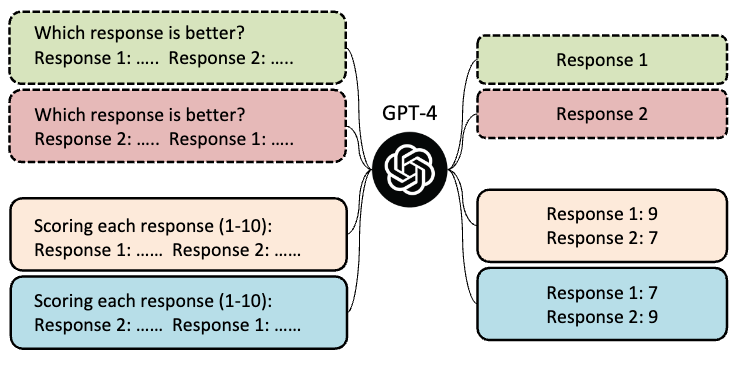 Which response is better?
Response 1: ..... Response 2: .....
Which response is better?
Response 2: ..... Response 1: .....
Scoring each response (1-10):
Response 1: ...... Response 2: ......
Scoring each response (1-10):
Response 2: ...... Response 1: ......
GPT-4
Response 1
Response 2
Response 1: 9
Response 2: 7
Response 1: 7
Response 2: 9